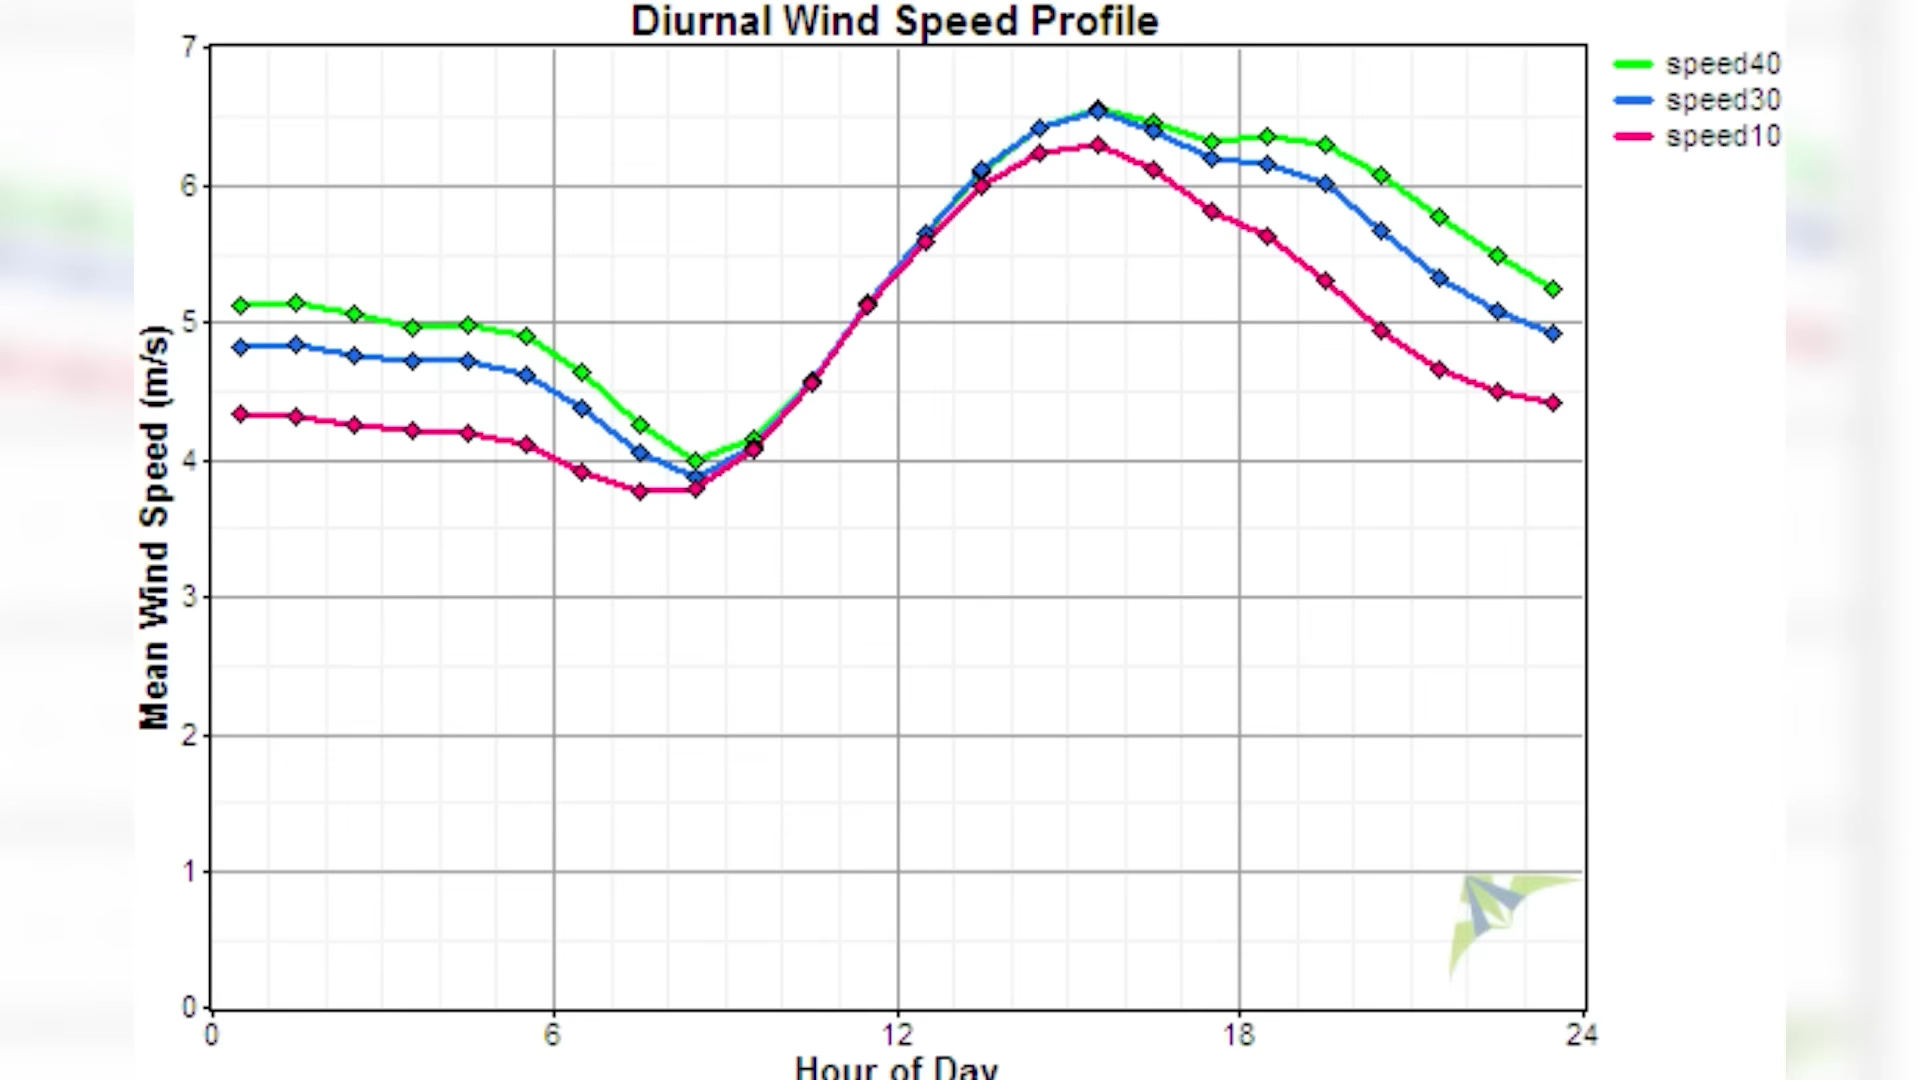 Diurnal Wind Speed Profile
7
6
5
4
3
2
1
0
Mean Wind Speed (m/s)
0 6 12 18 24
Hour of Day
speed40
speed30
speed10